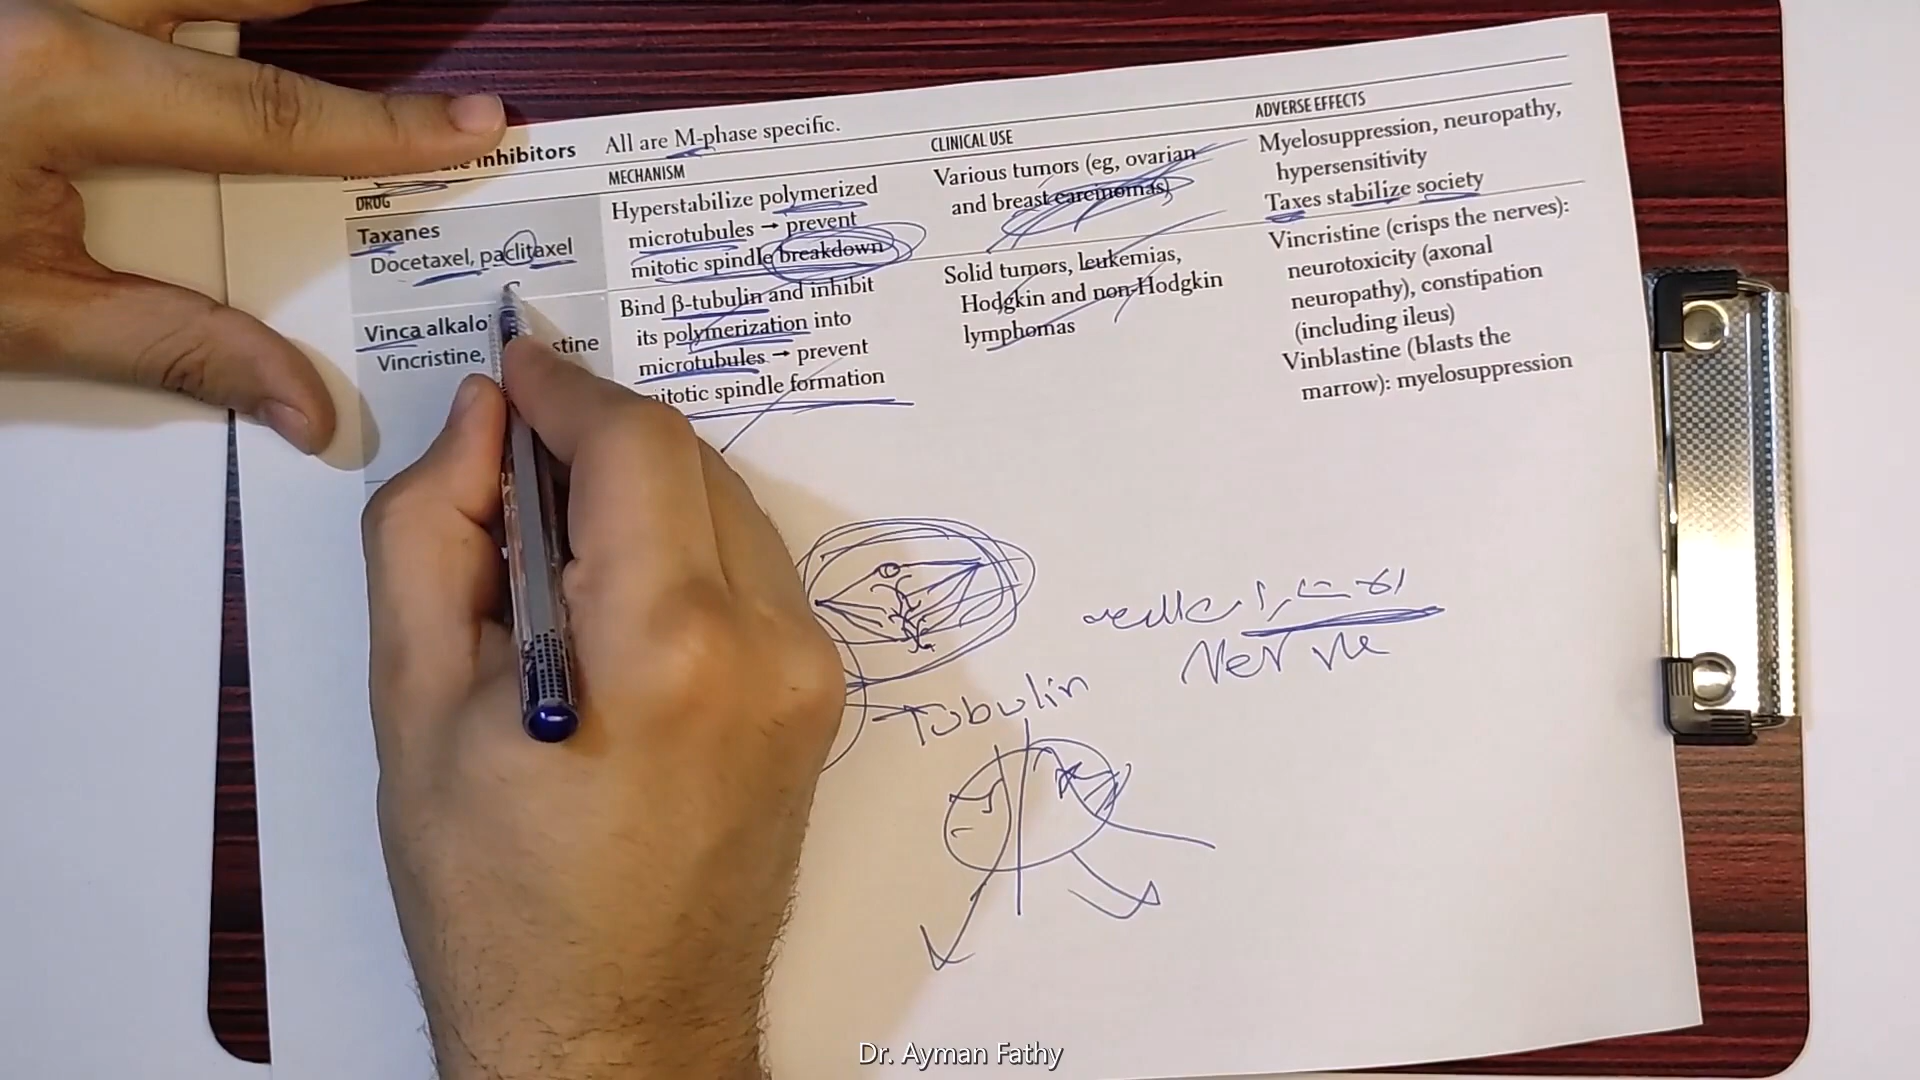 inhibitors All are M-phase specific.
DRUG MECHANISM CLINICAL USE ADVERSE EFFECTS
Taxanes
Docetaxel, paclitaxel
Hyperstabilize polymerized
microtubules → prevent
mitotic spindle breakdown
Various tumors (eg, ovarian
and breast carcinomas)
Myelosuppression, neuropathy,
hypersensitivity
Taxes stabilize society
Vinca alkaloi
Vincristine, stine
Bind β-tubulin and inhibit
its polymerization into
microtubules → prevent
mitotic spindle formation
Solid tumors, leukemias,
Hodgkin and non-Hodgkin
lymphomas
Vincristine (crisps the nerves):
neurotoxicity (axonal
neuropathy), constipation
(including ileus)
Vinblastine (blasts the
marrow): myelosuppression
Nerve
Tubulin
Dr. Ayman Fathy